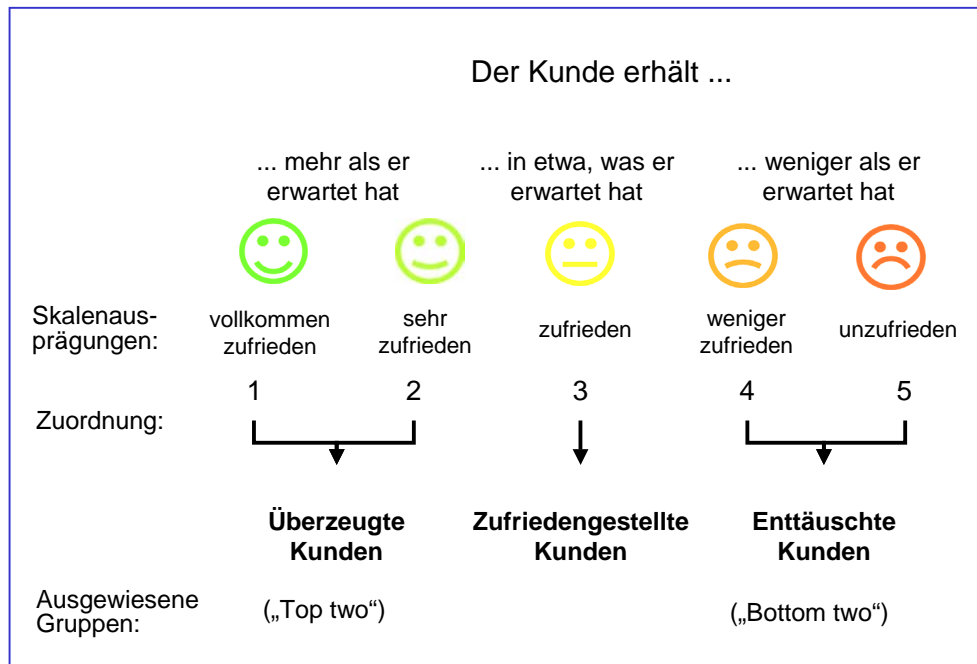 Der Kunde erhält ...
... mehr als er
erwartet hat
... in etwa, was er
erwartet hat
... weniger als er
erwartet hat
Skalenaus-
prägungen:
vollkommen
zufrieden
sehr
zufrieden
zufrieden
weniger
zufrieden
unzufrieden
Zuordnung:
1 2 3 4 5
Überzeugte
Kunden
Zufriedengestellte
Kunden
Enttäuschte
Kunden
Ausgewiesene
Gruppen:
(„Top two“)
(„Bottom two“)